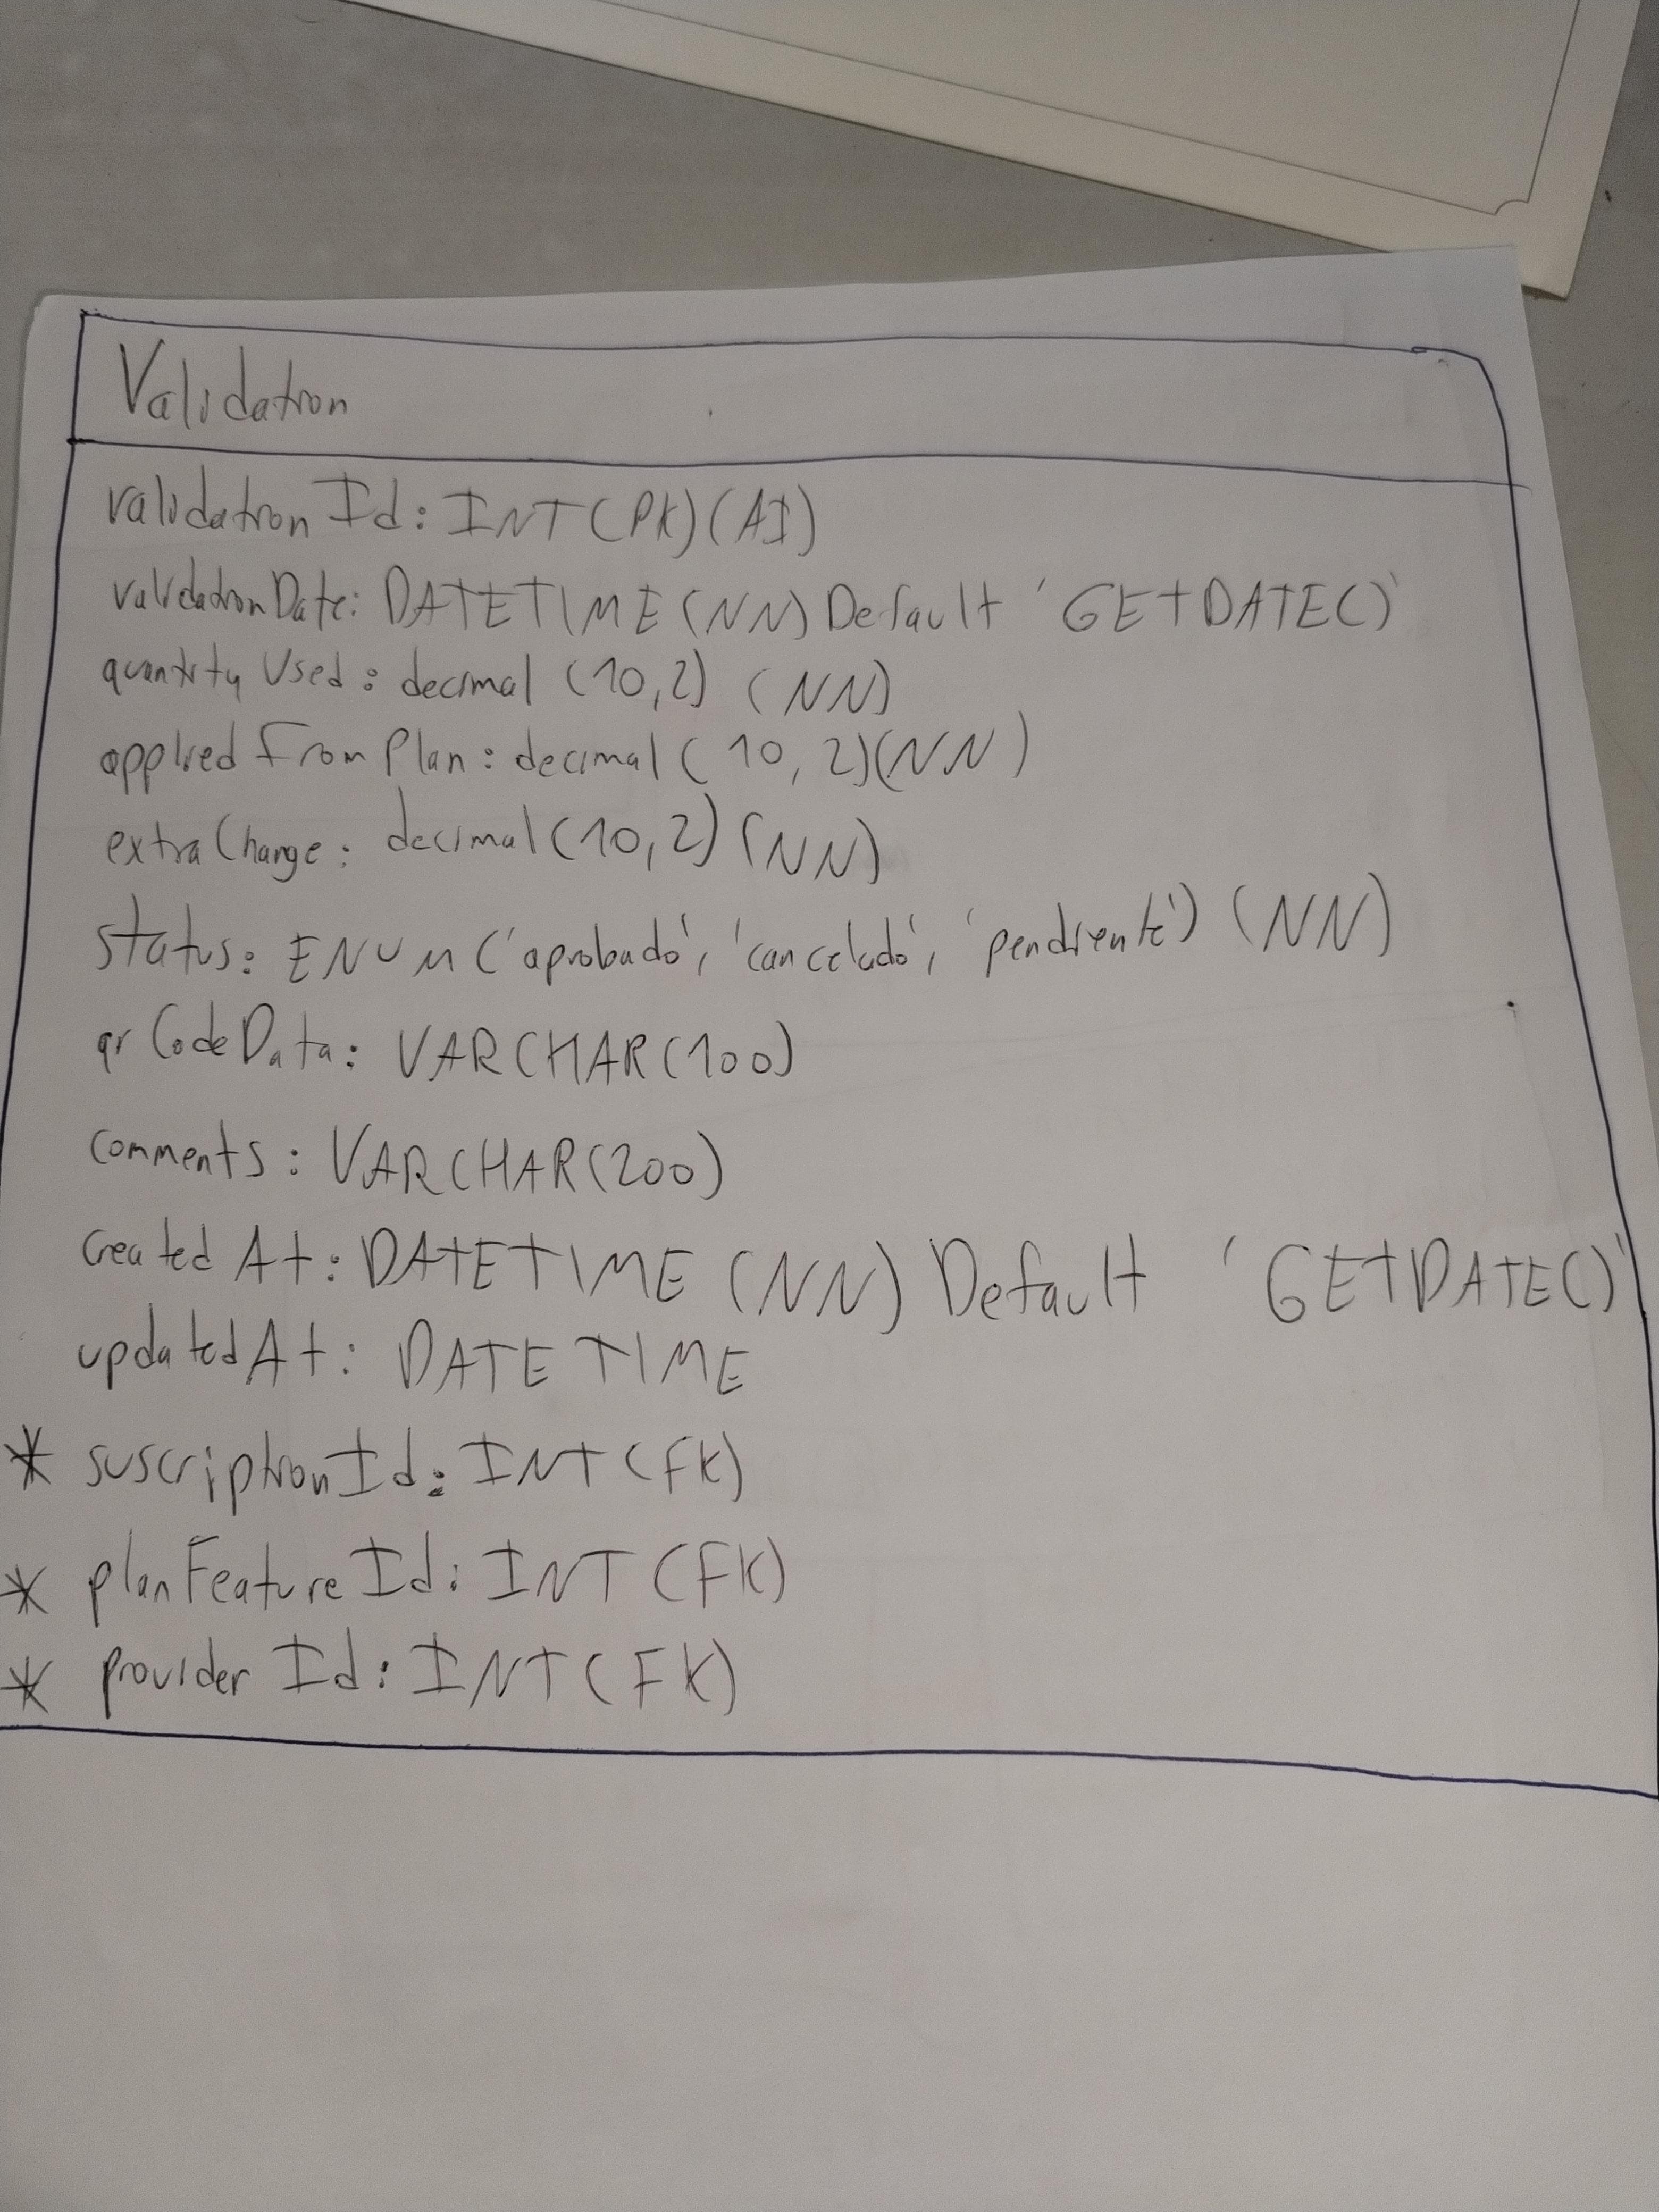 Validation
validationId: INT(PK)(AI)
validationDate: DATETIME(NN) Default 'GETDATE()'
quantityUsed: decimal (10,2) (NN)
appliedFromPlan: decimal(10,2)(NN)
extraCharge: decimal(10,2) (NN)
status: ENUM('aprobado', 'cancelado', 'pendiente') (NN)
qrCodeData: VARCHAR(100)
comments: VARCHAR(200)
createdAt: DATETIME (NN) Default 'GETDATE()'
updatedAt: DATETIME
* suscriptionId: INT(FK)
* planFeatureId: INT(FK)
* providerId: INT(FK)